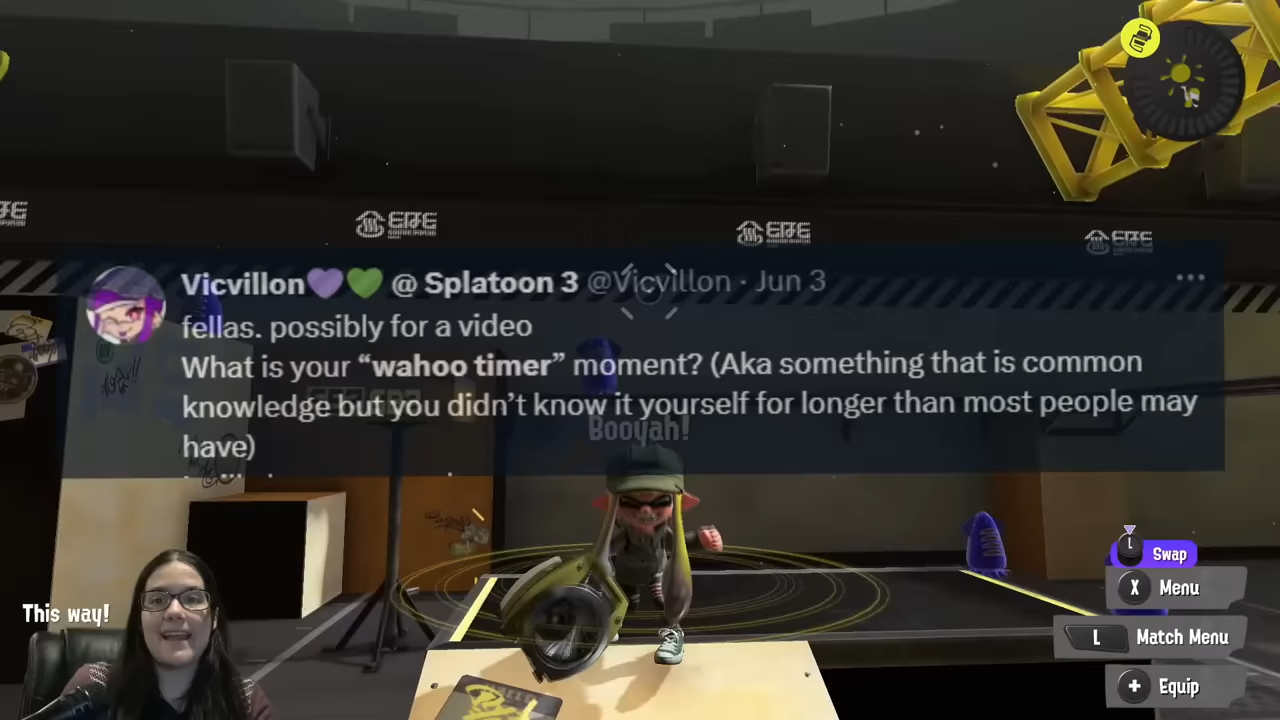 Vicvillon💜💚 @ Splatoon 3 @Vicvillon · Jun 3
fellas. possibly for a video
What is your “wahoo timer” moment? (Aka something that is common
knowledge but you didn’t know it yourself for longer than most people may
have)
Booyah!
This way!
L
Swap
X Menu
L Match Menu
+ Equip